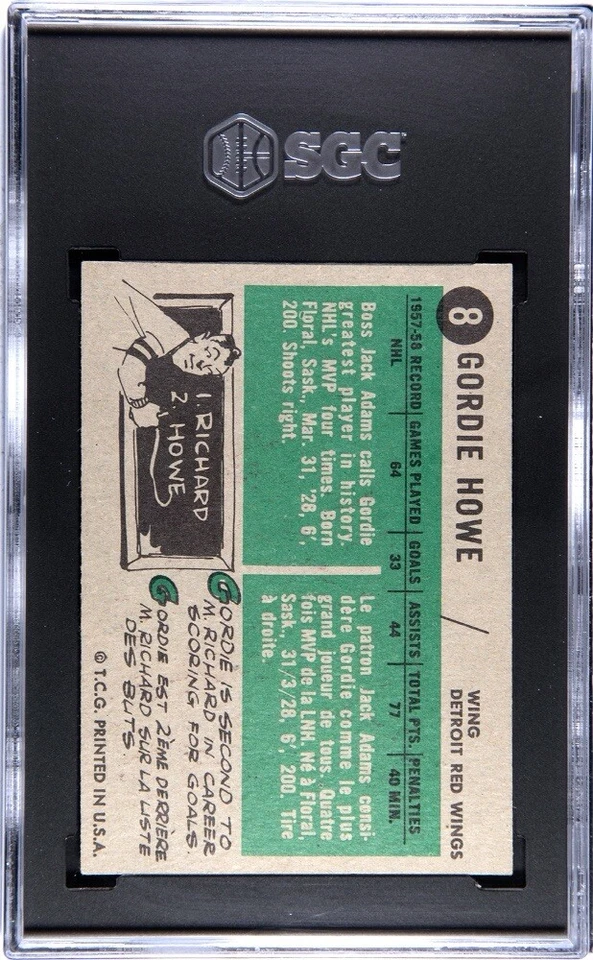 SGC
8 GORDIE HOWE
WING
DETROIT RED WINGS
1957-58 RECORD GAMES PLAYED GOALS ASSISTS TOTAL PTS. PENALTIES
NHL 64 33 44 77 40 MIN.
Boss Jack Adams calls Gordie
greatest player in history.
NHL's MVP four times. Born
Floral, Sask., Mar. 31, '28, 6',
200. Shoots right.
Le patron Jack Adams consi-
dère Gordie comme le plus
grand joueur de tous. Quatre
fois MVP de la LNH. Né à Floral,
Sask., 31/3/28, 6', 200. Tire
à droite.
1. RICHARD
2. HOWE
GORDIE IS SECOND TO
M. RICHARD IN CAREER
SCORING FOR GOALS.
GORDIE EST 2ÈME DERRIÈRE
M. RICHARD SUR LA LISTE
DES BUTS.
© T.C.G. PRINTED IN U.S.A.